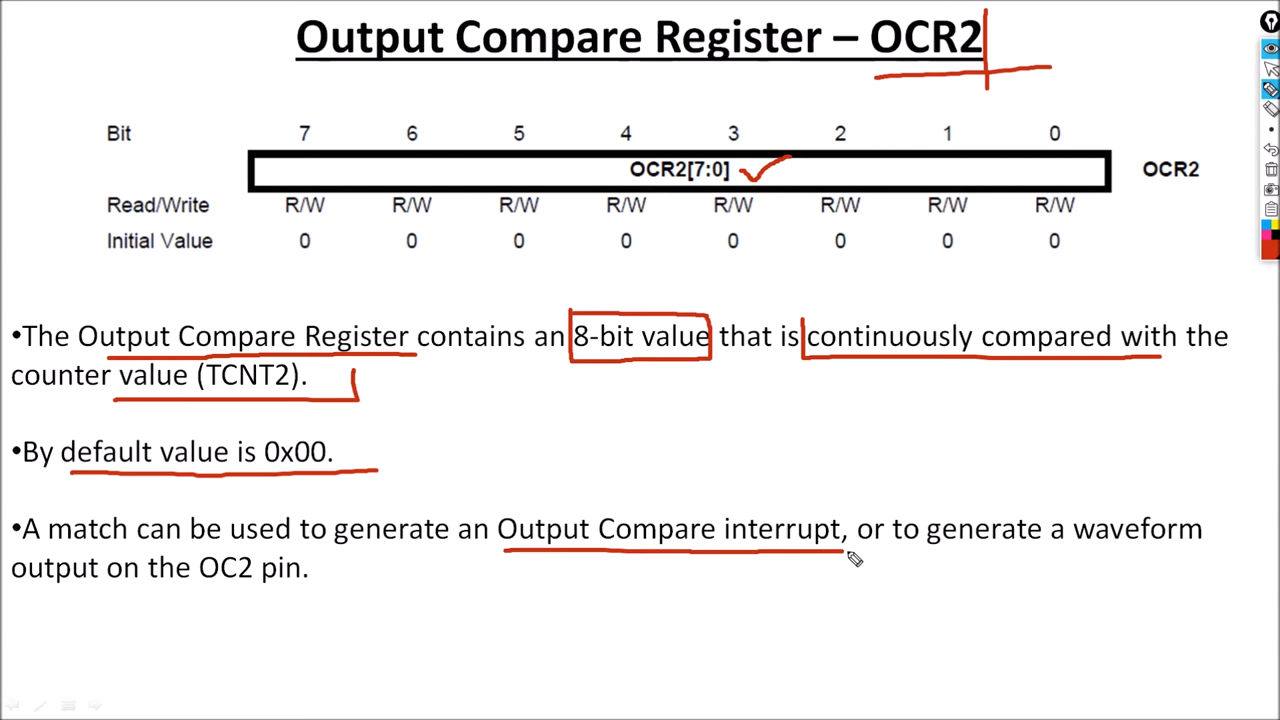 Output Compare Register – OCR2
Bit 7 6 5 4 3 2 1 0
OCR2[7:0] OCR2
Read/Write R/W R/W R/W R/W R/W R/W R/W R/W
Initial Value 0 0 0 0 0 0 0 0
•The Output Compare Register contains an 8-bit value that is continuously compared with the
counter value (TCNT2).
•By default value is 0x00.
•A match can be used to generate an Output Compare interrupt, or to generate a waveform
output on the OC2 pin.